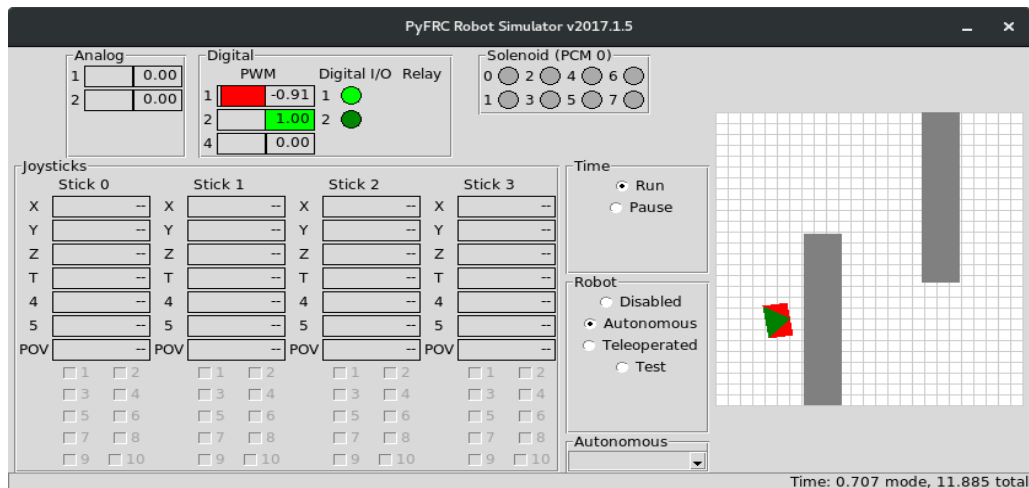 PyFRC Robot Simulator v2017.1.5
Analog
1 0.00
2 0.00
Digital
PWM Digital I/O Relay
1 -0.91 1
2 1.00 2
4 0.00
Solenoid (PCM 0)
0 2 4 6
1 3 5 7
Joysticks
Stick 0 Stick 1 Stick 2 Stick 3
X -- X -- X -- X --
Y -- Y -- Y -- Y --
Z -- Z -- Z -- Z --
T -- T -- T -- T --
4 -- 4 -- 4 -- 4 --
5 -- 5 -- 5 -- 5 --
POV -- POV -- POV -- POV --
1 2 1 2 1 2 1 2
3 4 3 4 3 4 3 4
5 6 5 6 5 6 5 6
7 8 7 8 7 8 7 8
9 10 9 10 9 10 9 10
Time
Run
Pause
Robot
Disabled
Autonomous
Teleoperated
Test
Autonomous
Time: 0.707 mode, 11.885 total